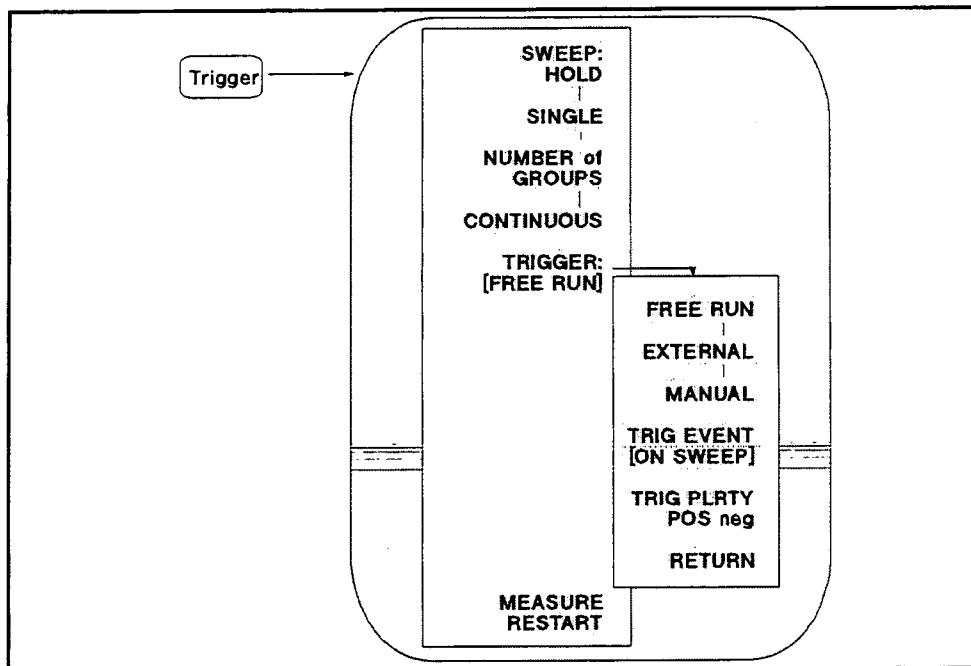 Trigger
SWEEP:
HOLD
SINGLE
NUMBER of
GROUPS
CONTINUOUS
TRIGGER:
[FREE RUN]
FREE RUN
EXTERNAL
MANUAL
TRIG EVENT
[ON SWEEP]
TRIG PLRTY
POS neg
RETURN
MEASURE
RESTART